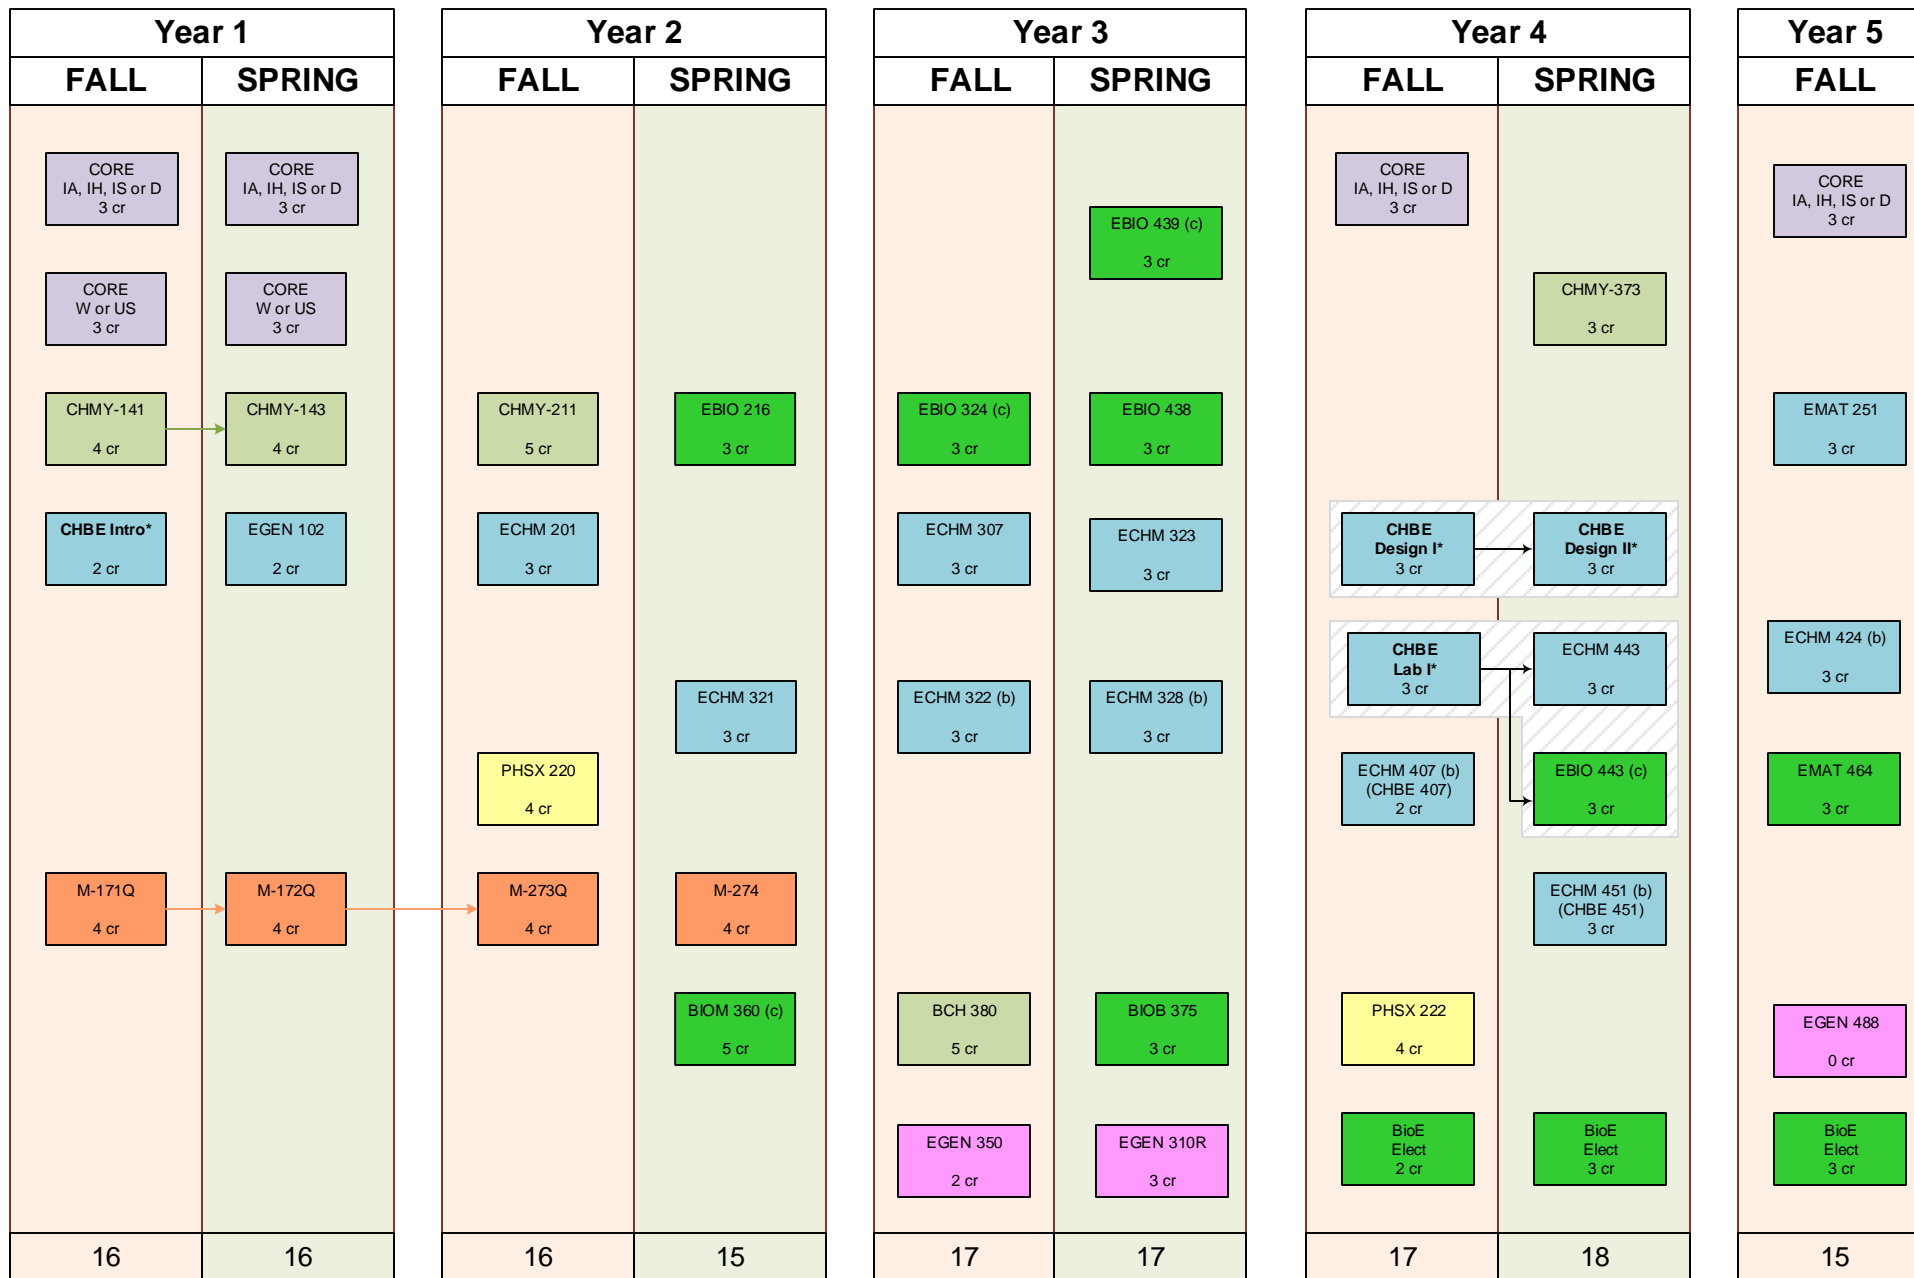 Year 1
FALL
SPRING
CORE
IA, IH, IS or D
3 cr
CORE
IA, IH, IS or D
3 cr
CORE
W or US
3 cr
CORE
W or US
3 cr
CHMY-141
4 cr
CHMY-143
4 cr
CHBE Intro*
2 cr
EGEN 102
2 cr
M-171Q
4 cr
M-172Q
4 cr
16
16
Year 2
FALL
SPRING
CHMY-211
5 cr
EBIO 216
3 cr
ECHM 201
3 cr
ECHM 321
3 cr
PHSX 220
4 cr
M-273Q
4 cr
M-274
4 cr
BIOM 360 (c)
5 cr
16
15
Year 3
FALL
SPRING
EBIO 439 (c)
3 cr
EBIO 324 (c)
3 cr
EBIO 438
3 cr
ECHM 307
3 cr
ECHM 323
3 cr
ECHM 322 (b)
3 cr
ECHM 328 (b)
3 cr
BCH 380
5 cr
BIOB 375
3 cr
EGEN 350
2 cr
EGEN 310R
3 cr
17
17
Year 4
FALL
SPRING
CORE
IA, IH, IS or D
3 cr
CHMY-373
3 cr
CHBE
Design I*
3 cr
CHBE
Design II*
3 cr
CHBE
Lab I*
3 cr
ECHM 443
3 cr
ECHM 407 (b)
(CHBE 407)
2 cr
EBIO 443 (c)
3 cr
ECHM 451 (b)
(CHBE 451)
3 cr
PHSX 222
4 cr
BioE
Elect
2 cr
BioE
Elect
3 cr
17
18
Year 5
FALL
CORE
IA, IH, IS or D
3 cr
EMAT 251
3 cr
ECHM 424 (b)
3 cr
EMAT 464
3 cr
EGEN 488
0 cr
BioE
Elect
3 cr
15